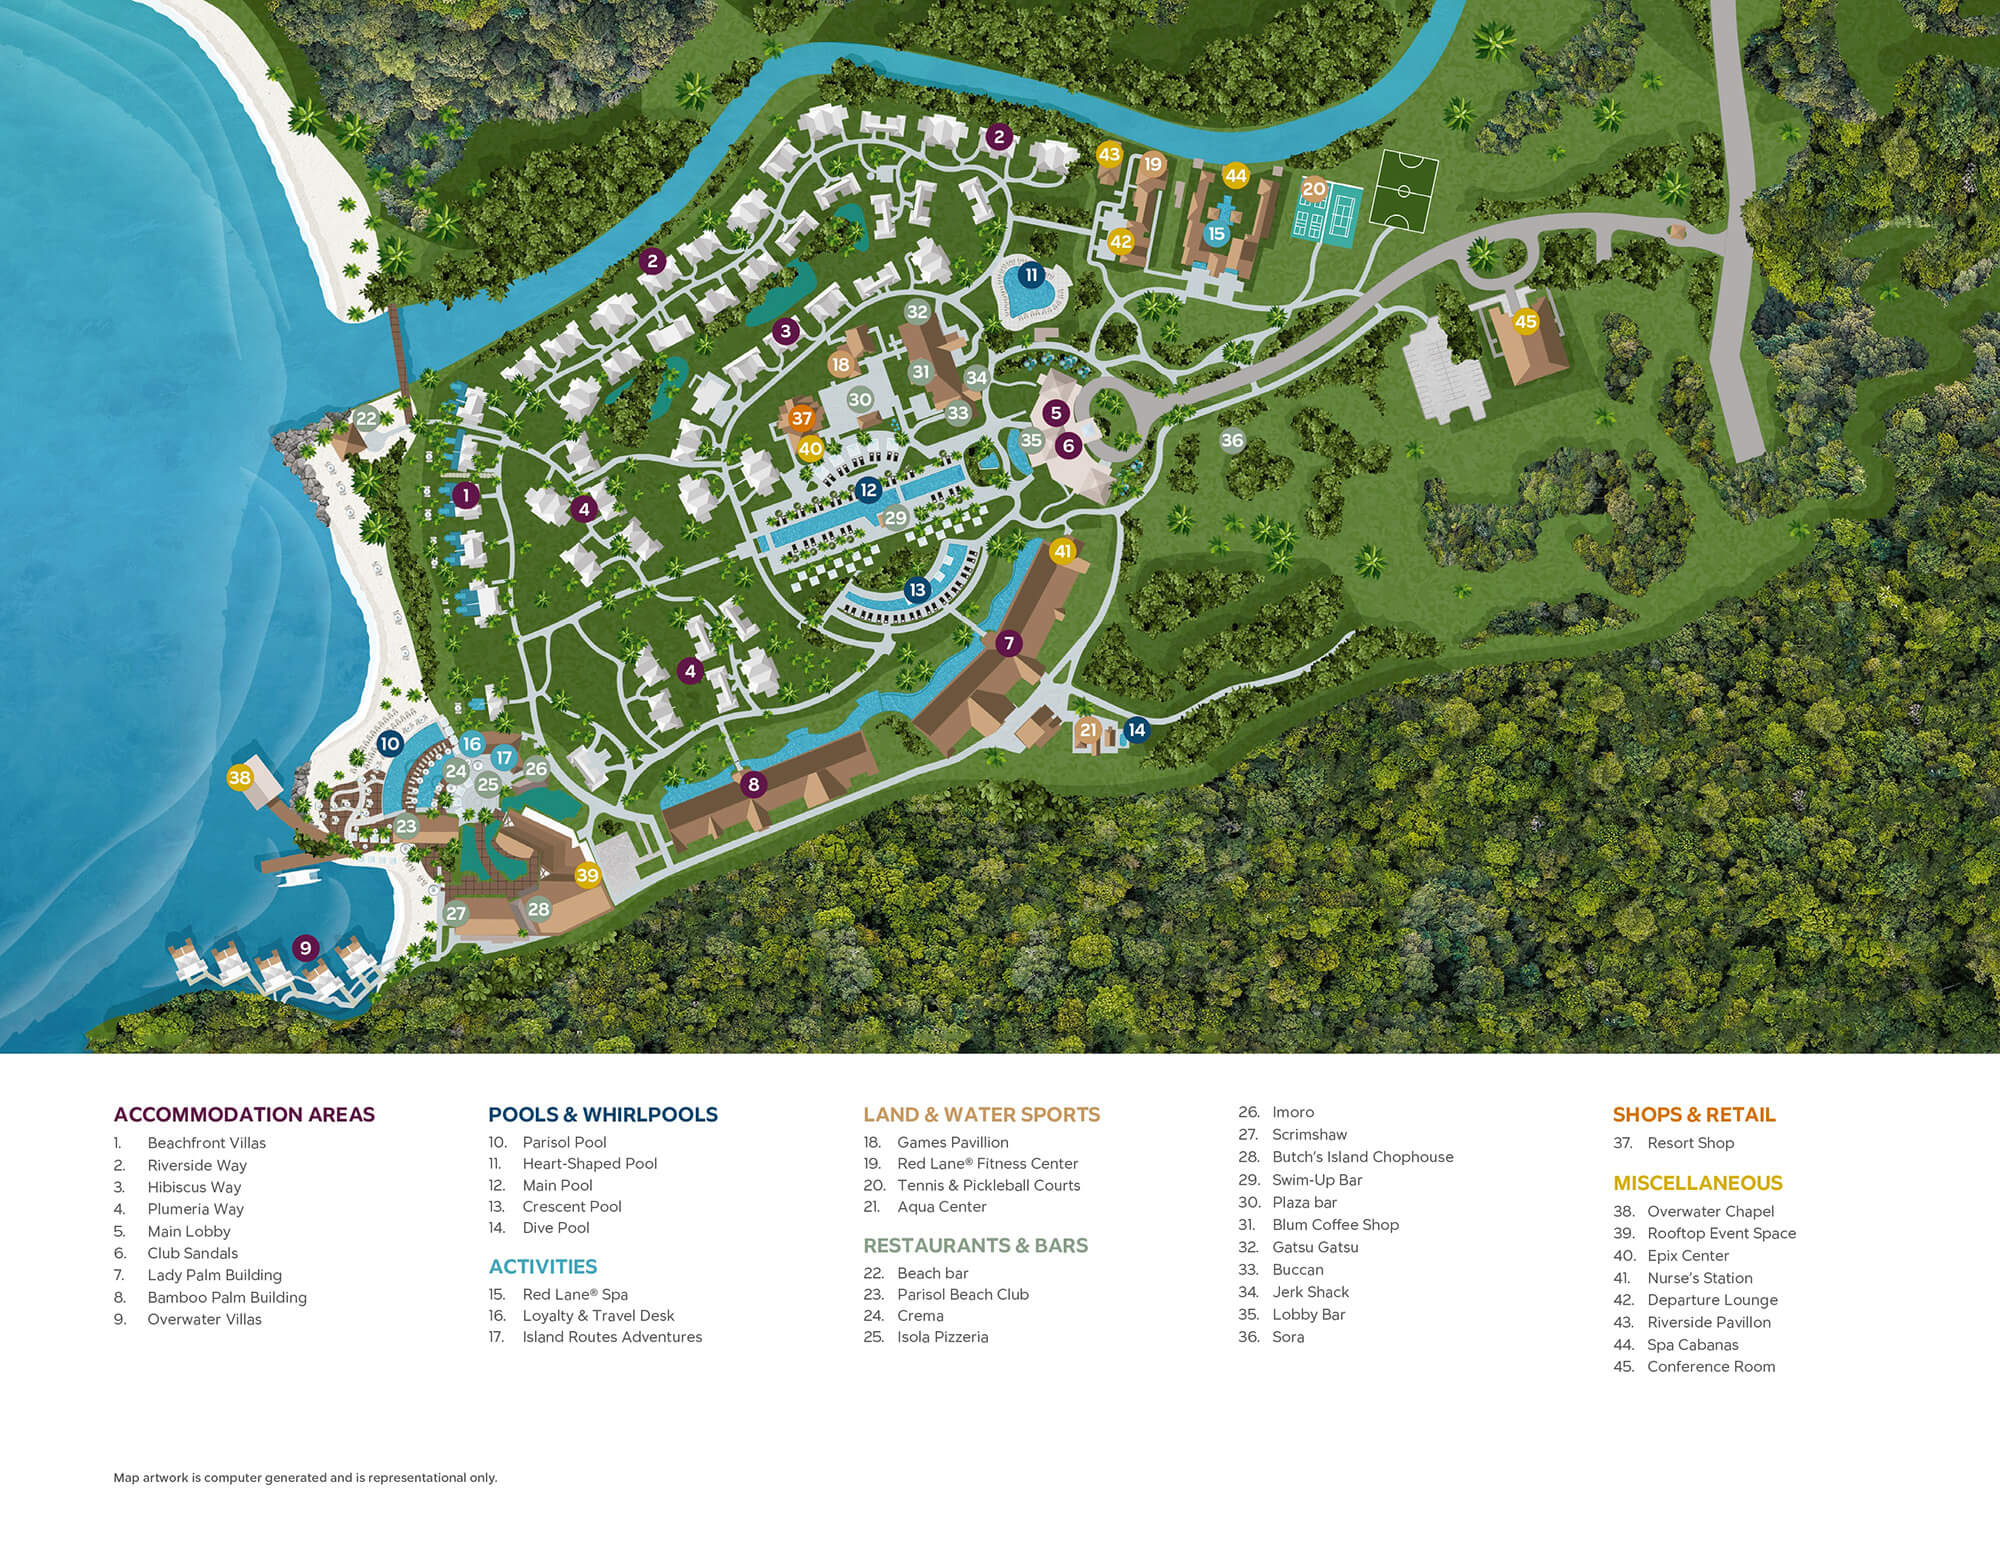 2
43
19
44
20
42
15
2
11
45
32
3
18
31
34
37
30
33
5
22
35
6
36
40
1
12
4
29
41
13
7
4
10
16
17
21
14
38
24
26
25
8
23
39
27
28
9
ACCOMMODATION AREAS
1. Beachfront Villas
2. Riverside Way
3. Hibiscus Way
4. Plumeria Way
5. Main Lobby
6. Club Sandals
7. Lady Palm Building
8. Bamboo Palm Building
9. Overwater Villas
POOLS & WHIRLPOOLS
10. Parisol Pool
11. Heart-Shaped Pool
12. Main Pool
13. Crescent Pool
14. Dive Pool
ACTIVITIES
15. Red Lane® Spa
16. Loyalty & Travel Desk
17. Island Routes Adventures
LAND & WATER SPORTS
18. Games Pavillion
19. Red Lane® Fitness Center
20. Tennis & Pickleball Courts
21. Aqua Center
RESTAURANTS & BARS
22. Beach bar
23. Parisol Beach Club
24. Crema
25. Isola Pizzeria
26. Imoro
27. Scrimshaw
28. Butch's Island Chophouse
29. Swim-Up Bar
30. Plaza bar
31. Blum Coffee Shop
32. Gatsu Gatsu
33. Buccan
34. Jerk Shack
35. Lobby Bar
36. Sora
SHOPS & RETAIL
37. Resort Shop
MISCELLANEOUS
38. Overwater Chapel
39. Rooftop Event Space
40. Epix Center
41. Nurse's Station
42. Departure Lounge
43. Riverside Pavillon
44. Spa Cabanas
45. Conference Room
Map artwork is computer generated and is representational only.